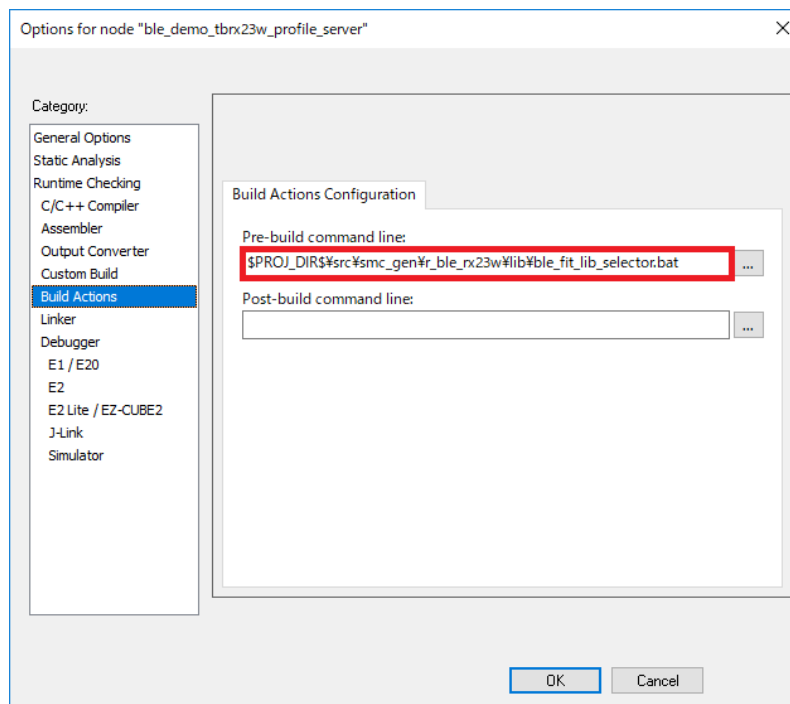 Options for node "ble_demo_tbrx23w_profile_server"
Category:
General Options
Static Analysis
Runtime Checking
C/C++ Compiler
Assembler
Output Converter
Custom Build
Build Actions
Linker
Debugger
E1 / E20
E2
E2 Lite / EZ-CUBE2
J-Link
Simulator
Build Actions Configuration
Pre-build command line:
$PROJ_DIR$¥src¥smc_gen¥r_ble_rx23w¥lib¥ble_fit_lib_selector.bat
...
Post-build command line:
...
OK
Cancel